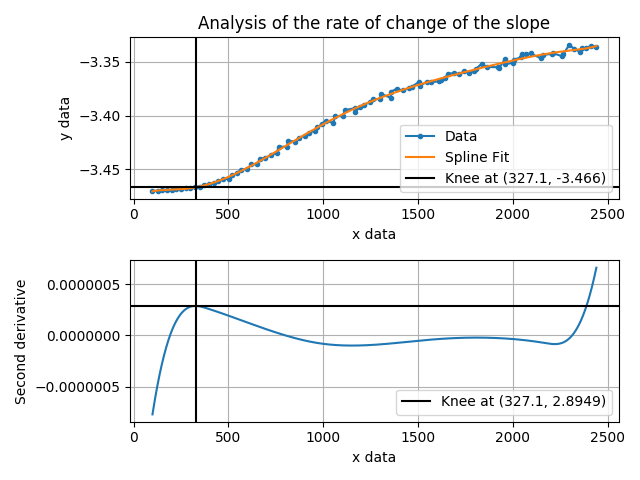 Analysis of the rate of change of the slope
y data
−3.35
−3.40
−3.45
Data
Spline Fit
Knee at (327.1, -3.466)
0
500
1000
1500
2000
2500
x data
Second derivative
0.0000005
0.0000000
−0.0000005
Knee at (327.1, 2.8949)
0
500
1000
1500
2000
2500
x data